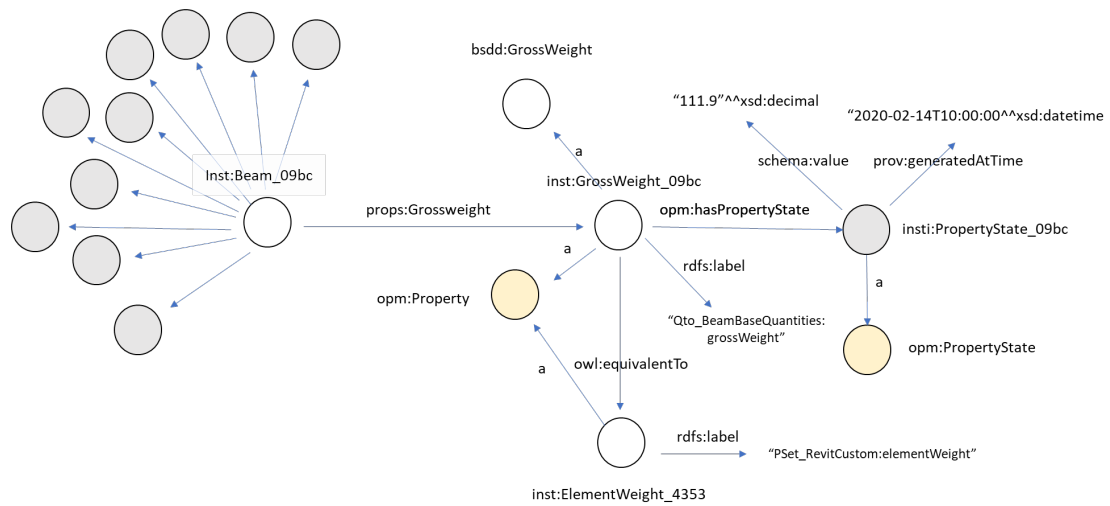 bsdd:GrossWeight
“111.9”^^xsd:decimal
“2020-02-14T10:00:00^^xsd:datetime
a
schema:value
prov:generatedAtTime
Inst:Beam_09bc
inst:GrossWeight_09bc
props:Grossweight
opm:hasPropertyState
insti:PropertyState_09bc
a
rdfs:label
a
opm:Property
“Qto_BeamBaseQuantities:
grossWeight”
opm:PropertyState
a
owl:equivalentTo
rdfs:label
“PSet_RevitCustom:elementWeight”
inst:ElementWeight_4353